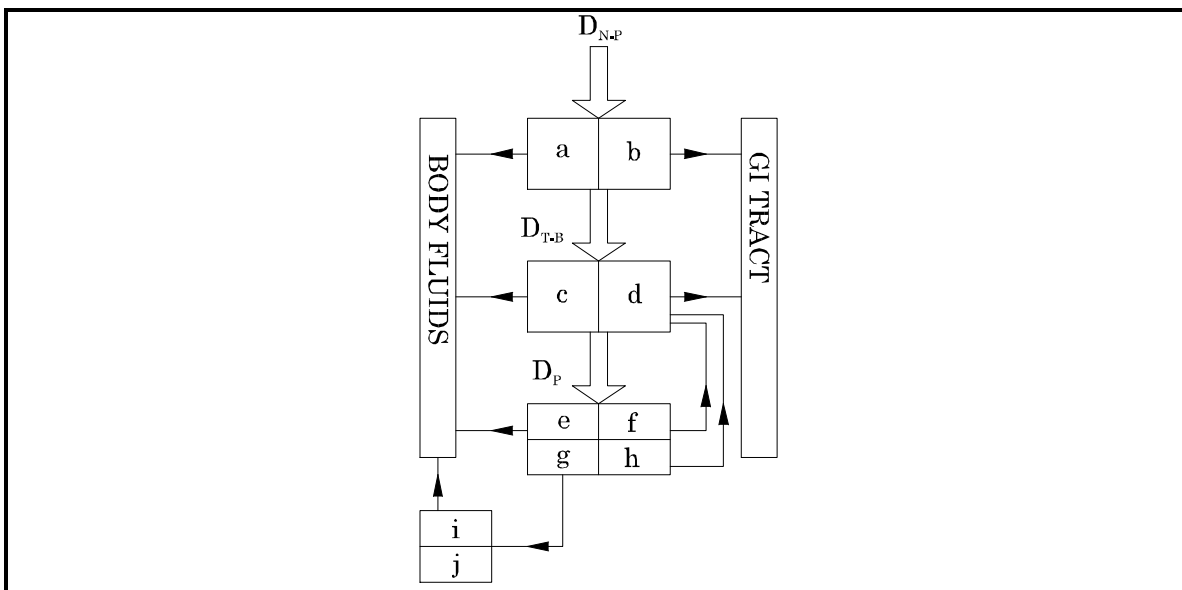 D_N-P
a b
BODY FLUIDS
GI TRACT
D_T-B
c d
D_P
e f
g h
i
j